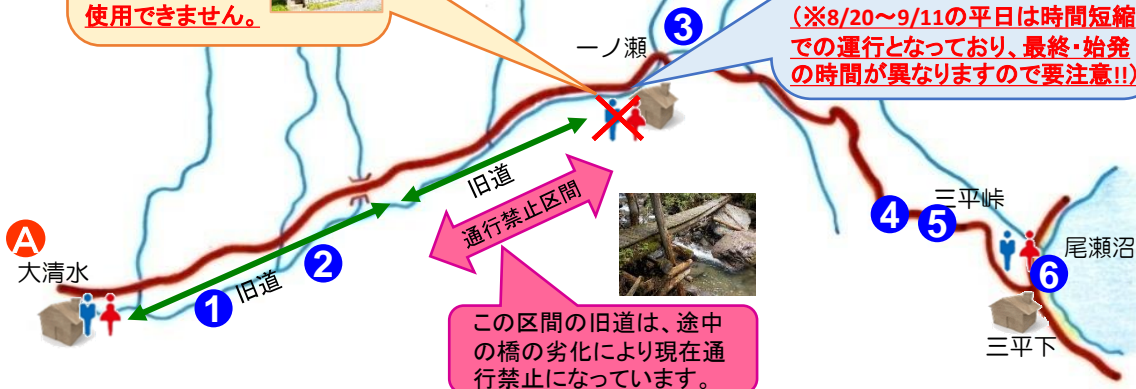 使用できません。
(※8/20～9/11の平日は時間短縮
での運行となっており、最終・始発
の時間が異なりますので要注意!!)
一ノ瀬
3
旧道
通行禁止区間
A
大清水
1
旧道
2
4
5
三平峠
尾瀬沼
6
三平下
この区間の旧道は、途中
の橋の劣化により現在通
行禁止になっています。